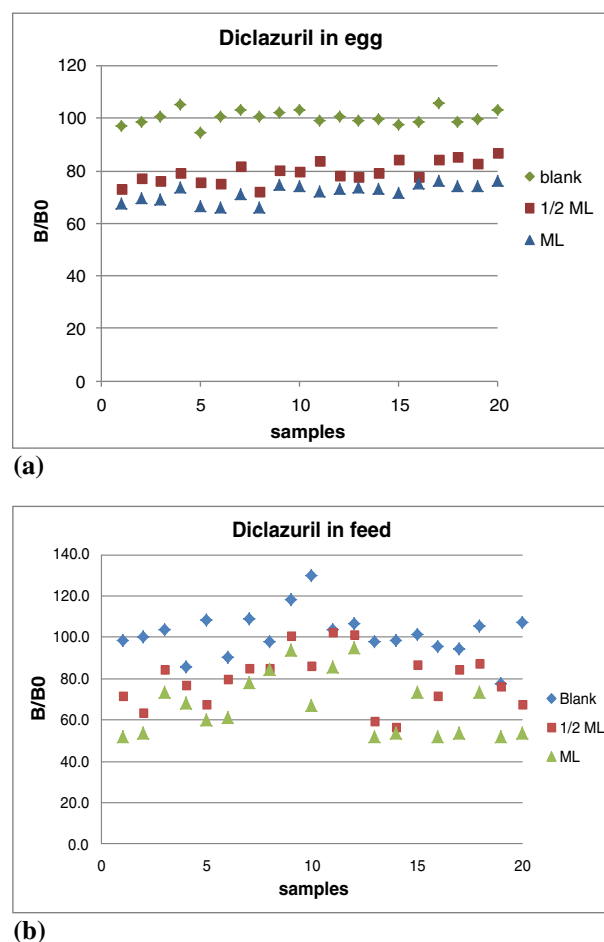 Diclazuril in egg
120
100
80
60
40
20
0
B/B0
0 5 10 15 20
samples
blank
1/2 ML
ML
(a)
Diclazuril in feed
140.0
120.0
100.0
80.0
60.0
40.0
20.0
0.0
B/B0
0 5 10 15 20
samples
Blank
1/2 ML
ML
(b)